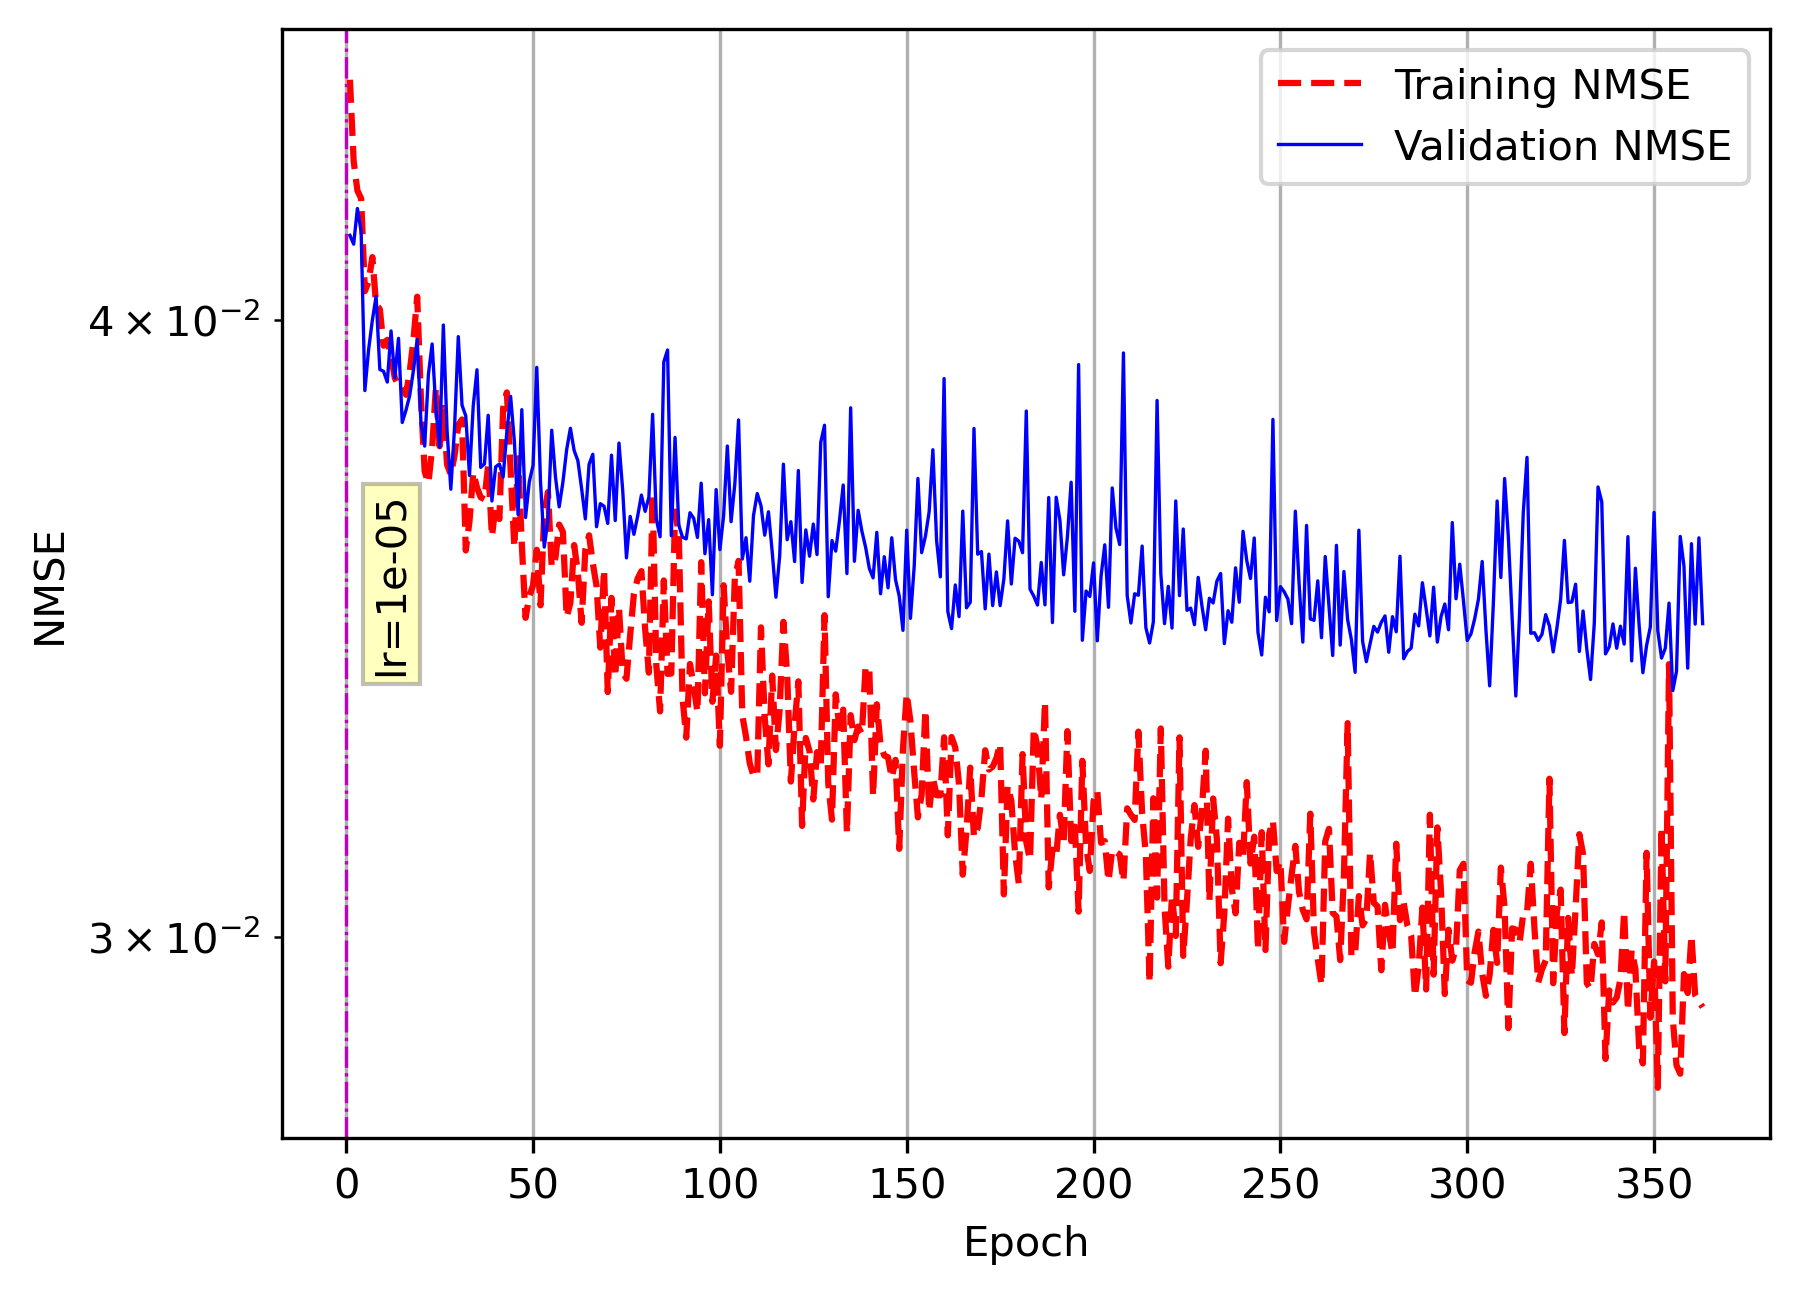 Training NMSE
Validation NMSE
4 × 10⁻²
3 × 10⁻²
NMSE
lr=1e-05
0 50 100 150 200 250 300 350
Epoch